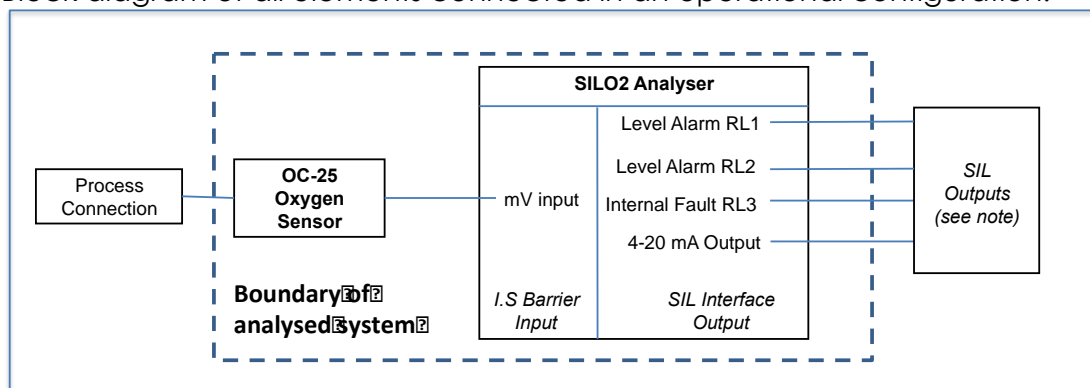 Block diagram of all elements connected in an operational configuration.
SILO2 Analyser
Level Alarm RL1
Level Alarm RL2
Internal Fault RL3
4-20 mA Output
Process
Connection
OC-25
Oxygen
Sensor
mV input
SIL
Outputs
(see note)
Boundary of
analysed system
I.S Barrier
Input
SIL Interface
Output